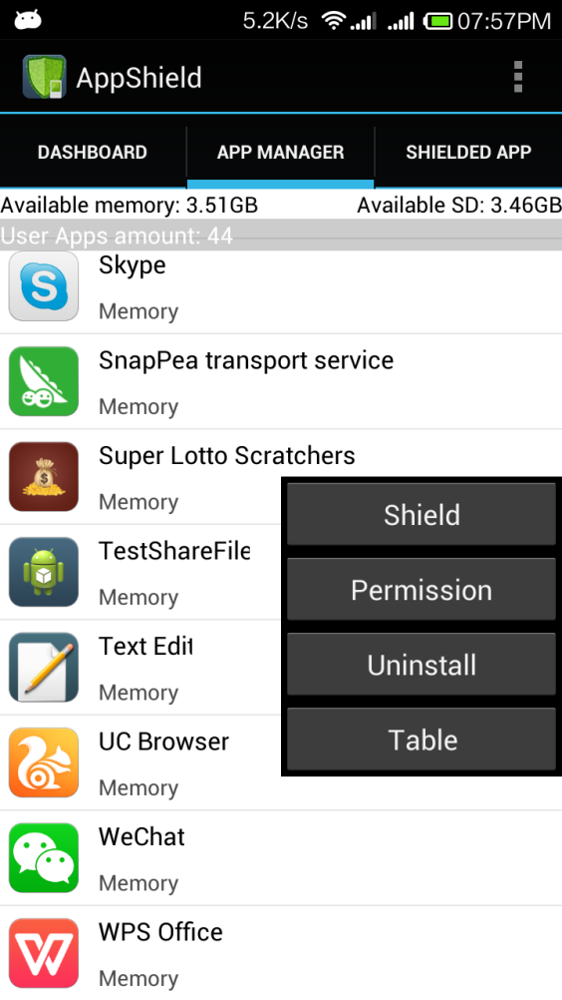 5.2K/s 07:57PM
AppShield
DASHBOARD APP MANAGER SHIELDED APP
Available memory: 3.51GB Available SD: 3.46GB
User Apps amount: 44
Skype
Memory
SnapPea transport service
Memory
Super Lotto Scratchers
Memory
TestShareFile
Memory
Text Edit
Memory
UC Browser
Memory
WeChat
Memory
WPS Office
Memory
Shield
Permission
Uninstall
Table